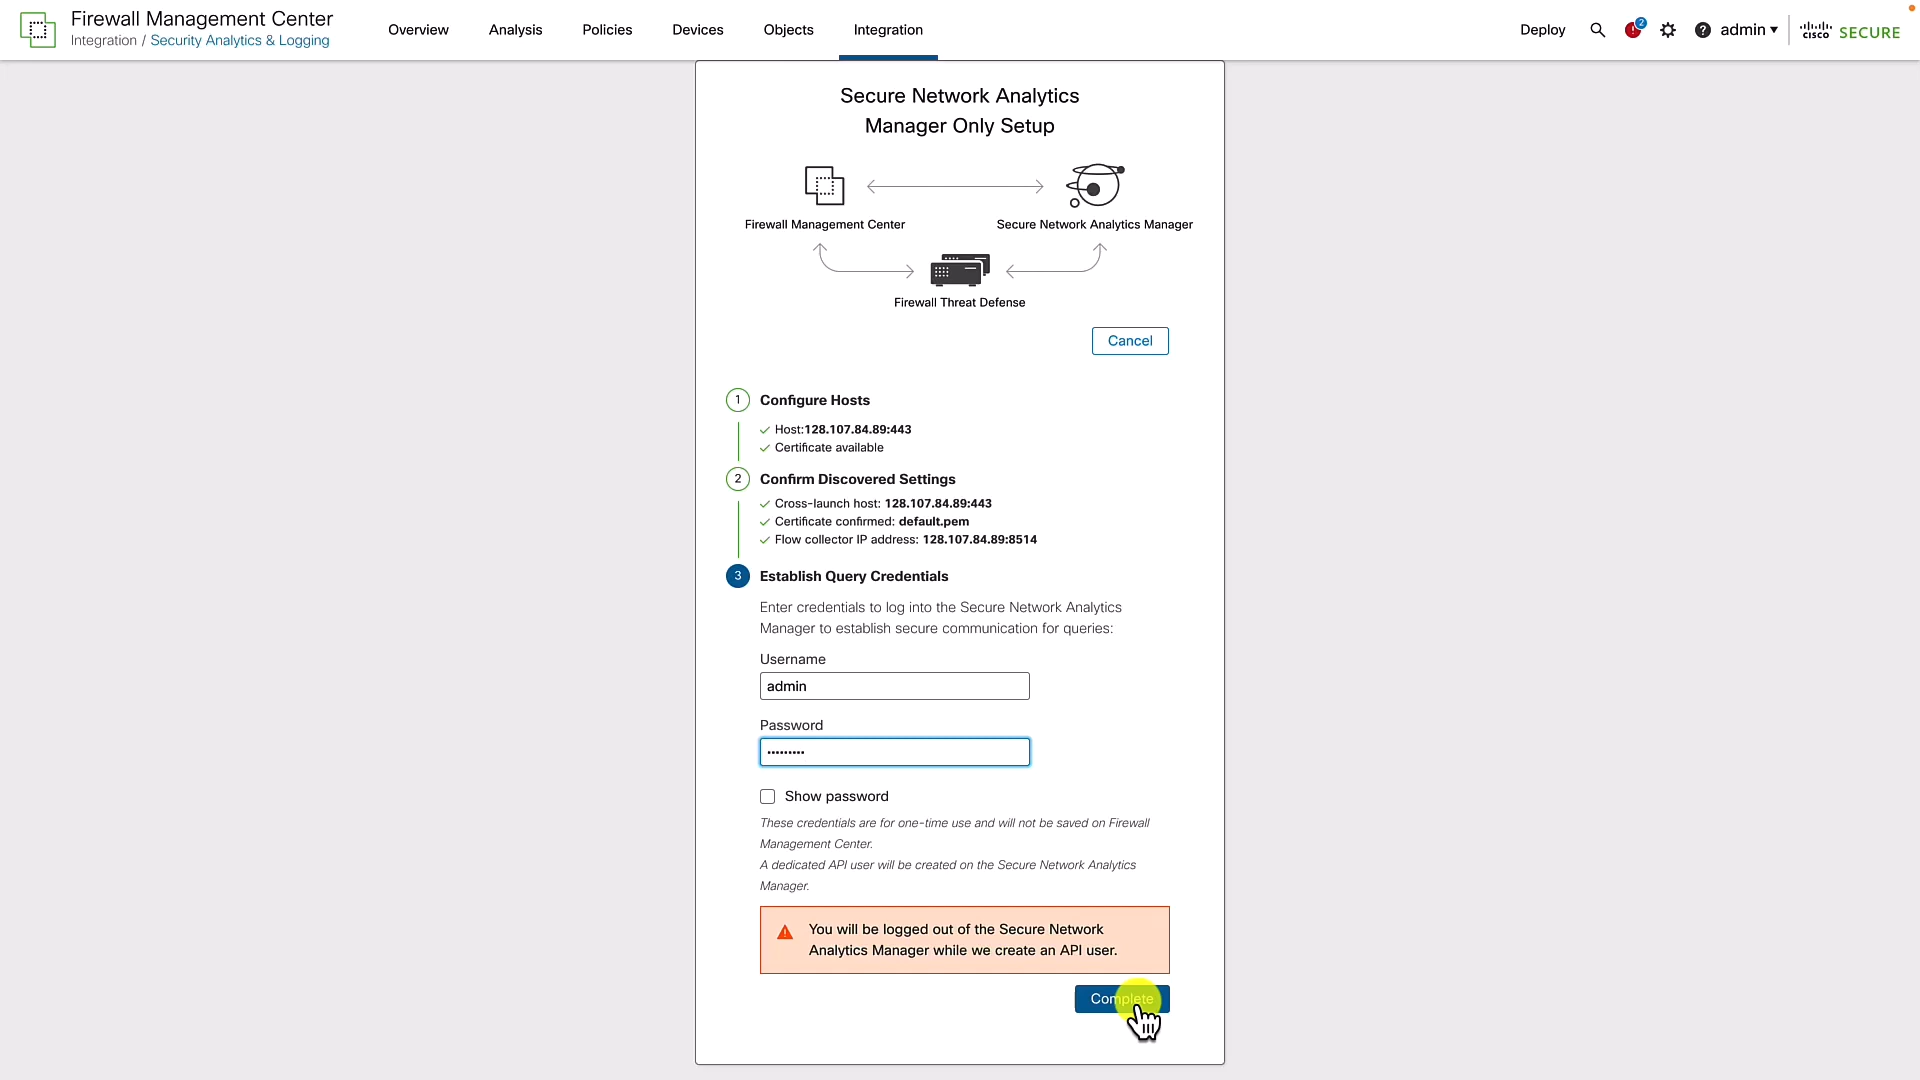 Firewall Management Center
Integration / Security Analytics & Logging
Overview
Analysis
Policies
Devices
Objects
Integration
Deploy
2
admin
cisco SECURE
Secure Network Analytics
Manager Only Setup
Firewall Management Center
Secure Network Analytics Manager
Firewall Threat Defense
Cancel
1 Configure Hosts
Host:128.107.84.89:443
Certificate available
2 Confirm Discovered Settings
Cross-launch host: 128.107.84.89:443
Certificate confirmed: default.pem
Flow collector IP address: 128.107.84.89:8514
3 Establish Query Credentials
Enter credentials to log into the Secure Network Analytics
Manager to establish secure communication for queries:
Username
admin
Password
•••••••••
Show password
These credentials are for one-time use and will not be saved on Firewall
Management Center.
A dedicated API user will be created on the Secure Network Analytics
Manager.
You will be logged out of the Secure Network
Analytics Manager while we create an API user.
Complete